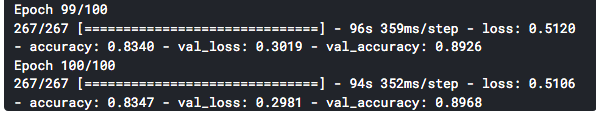 Epoch 99/100
267/267 [==============================] - 96s 359ms/step - loss: 0.5120
- accuracy: 0.8340 - val_loss: 0.3019 - val_accuracy: 0.8926
Epoch 100/100
267/267 [==============================] - 94s 352ms/step - loss: 0.5106
- accuracy: 0.8347 - val_loss: 0.2981 - val_accuracy: 0.8968